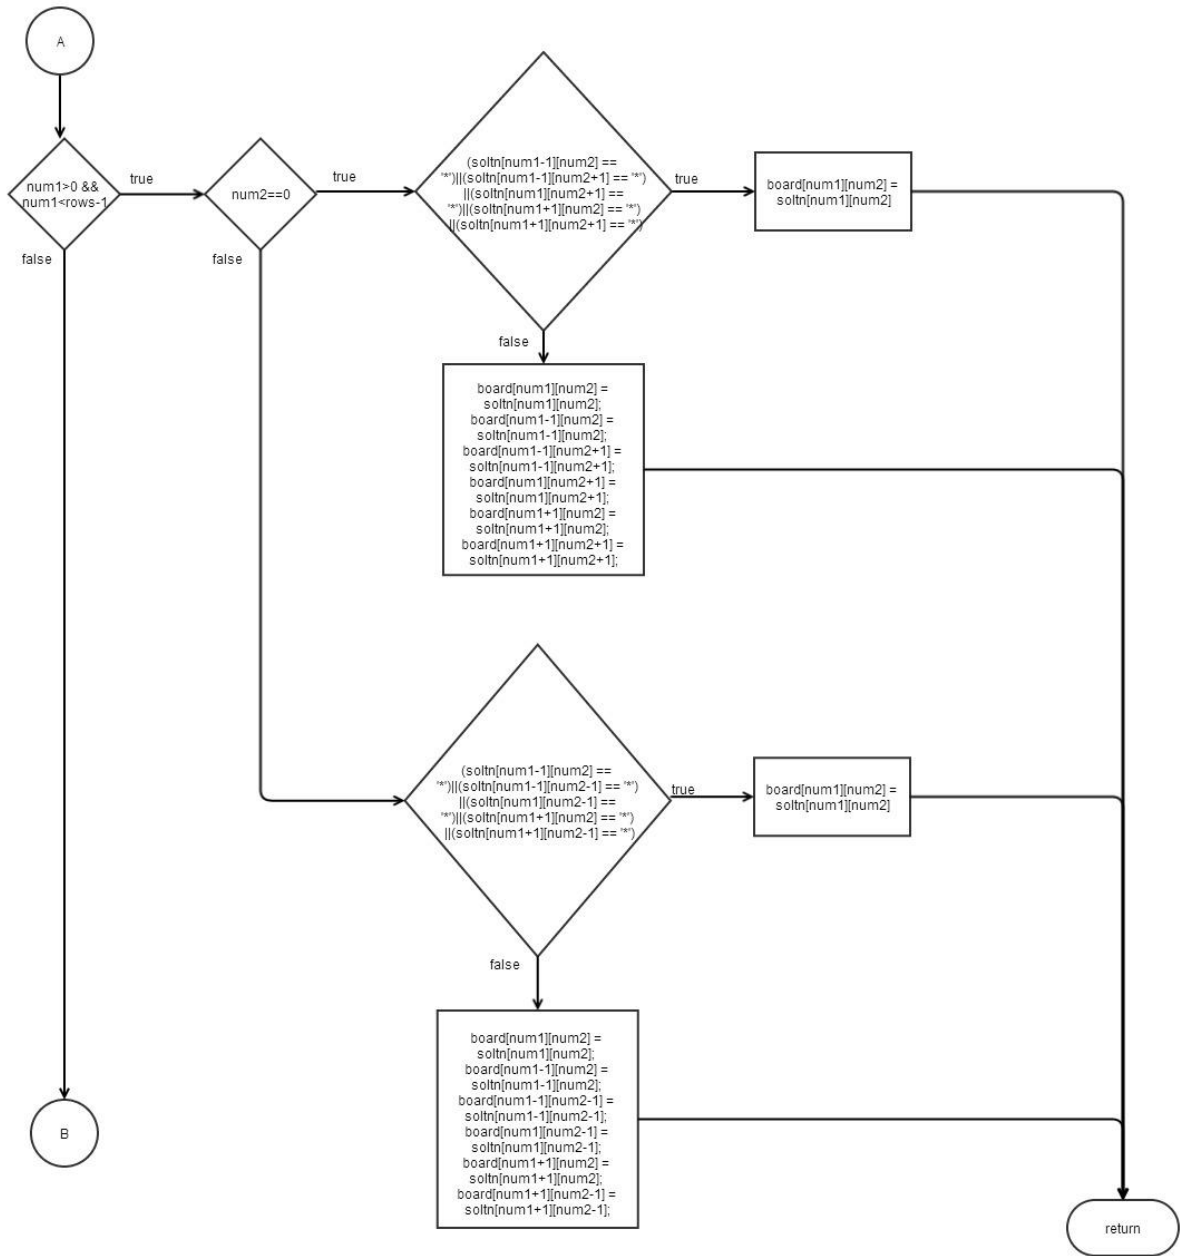 A
num1>0 &&
num1<rows-1
true
false
num2==0
true
false
(soltn[num1-1][num2] ==
'*')||(soltn[num1-1][num2+1] == '*')
||(soltn[num1][num2+1] ==
'*')||(soltn[num1+1][num2] == '*')
||(soltn[num1+1][num2+1] == '*')
true
board[num1][num2] =
soltn[num1][num2]
false
board[num1][num2] =
soltn[num1][num2];
board[num1-1][num2] =
soltn[num1-1][num2];
board[num1-1][num2+1] =
soltn[num1-1][num2+1];
board[num1][num2+1] =
soltn[num1][num2+1];
board[num1+1][num2] =
soltn[num1+1][num2];
board[num1+1][num2+1] =
soltn[num1+1][num2+1];
(soltn[num1-1][num2] ==
'*')||(soltn[num1-1][num2-1] == '*')
||(soltn[num1][num2-1] ==
'*')||(soltn[num1+1][num2] == '*')
||(soltn[num1+1][num2-1] == '*')
true
board[num1][num2] =
soltn[num1][num2]
false
board[num1][num2] =
soltn[num1][num2];
board[num1-1][num2] =
soltn[num1-1][num2];
board[num1-1][num2-1] =
soltn[num1-1][num2-1];
board[num1][num2-1] =
soltn[num1][num2-1];
board[num1+1][num2] =
soltn[num1+1][num2];
board[num1+1][num2-1] =
soltn[num1+1][num2-1];
B
return